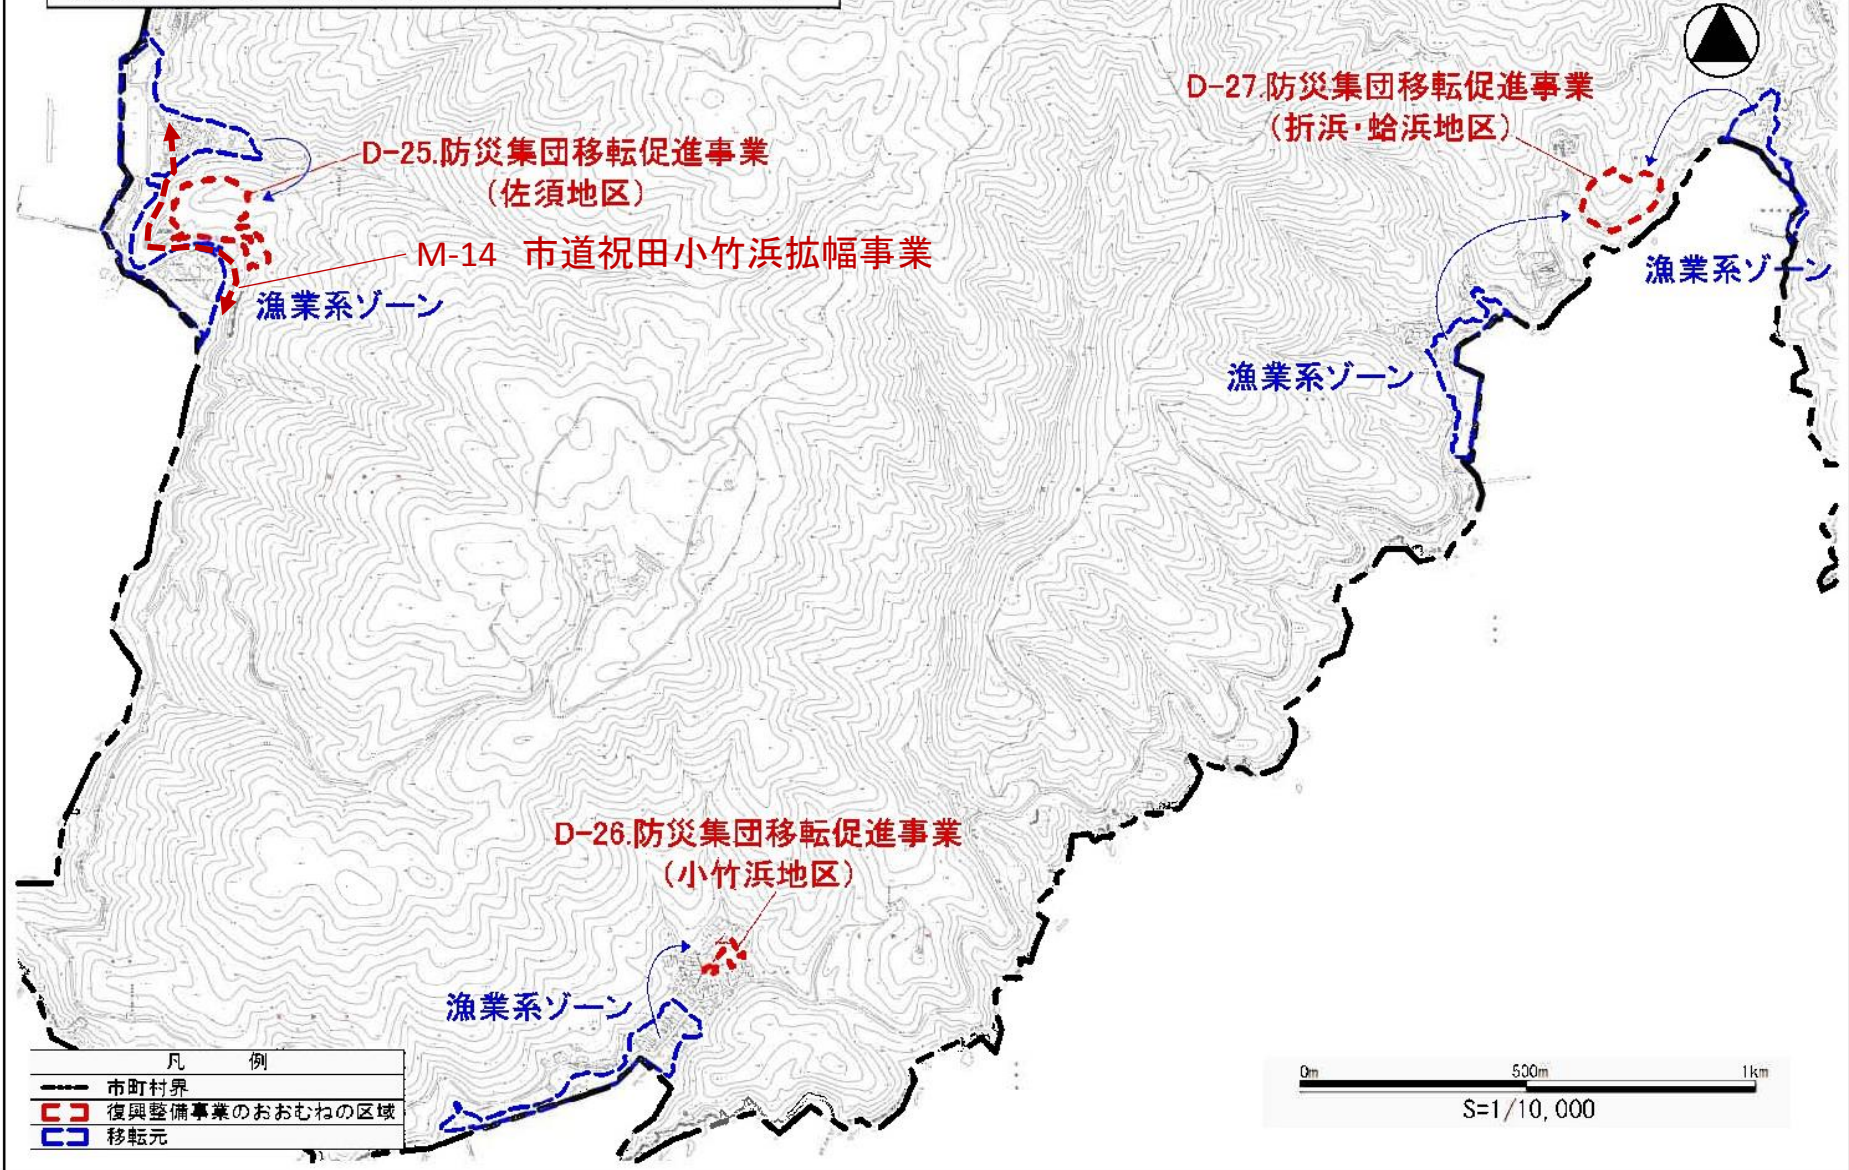 D-27.防災集団移転促進事業
(折浜・蛤浜地区)
D-25.防災集団移転促進事業
(佐須地区)
M-14 市道祝田小竹浜拡幅事業
漁業系ゾーン
漁業系ゾーン
漁業系ゾーン
D-26.防災集団移転促進事業
(小竹浜地区)
漁業系ゾーン
凡 例
市町村界
復興整備事業のおおむねの区域
移転元
0m 500m 1km
S=1/10,000